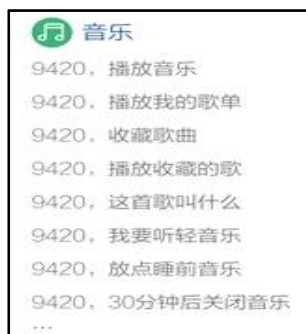 音乐
9420，播放音乐
9420，播放我的歌单
9420，收藏歌曲
9420，播放收藏的歌
9420，这首歌叫什么
9420，我要听轻音乐
9420，放点睡前音乐
9420，30分钟后关闭音乐
...